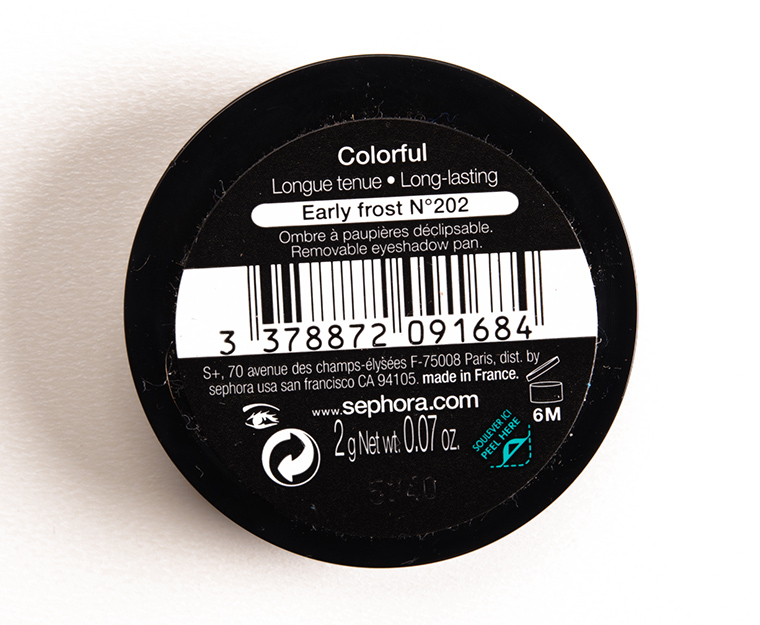 Colorful
Longue tenue • Long-lasting
Early frost N°202
Ombre à paupières déclipsable.
Removable eyeshadow pan.
3 378872 091684
S+, 70 avenue des champs-élysées F-75008 Paris, dist. by
sephora usa san francisco CA 94105. made in France.
www.sephora.com
6M
2 g Net wt. 0.07 oz.
SOULEVER ICI
PEEL HERE